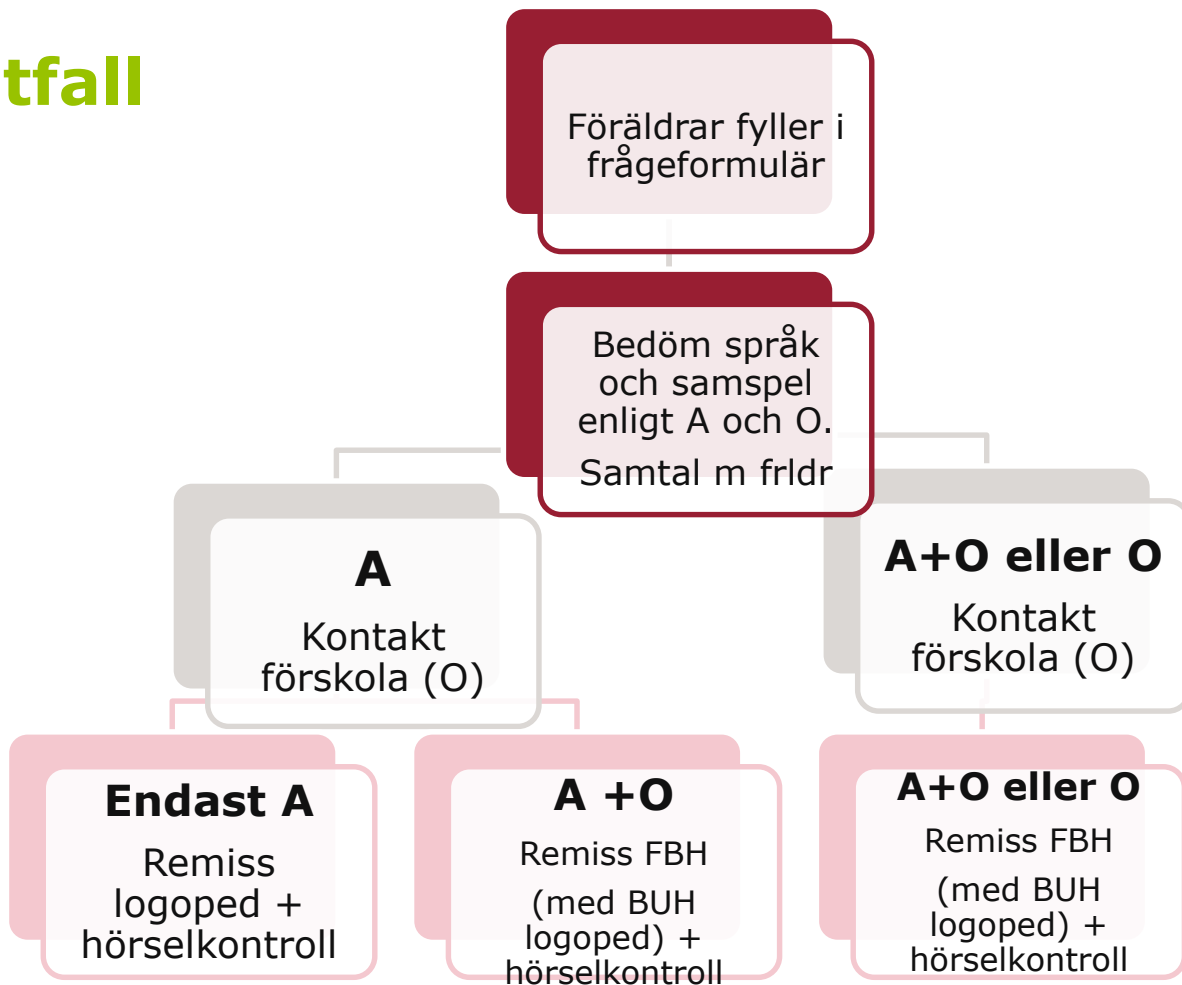 tfall
Föräldrar fyller i
frågeformulär
Bedöm språk
och samspel
enligt A och O.
Samtal m frldr
A
Kontakt
förskola (O)
A+O eller O
Kontakt
förskola (O)
Endast A
Remiss
logoped +
hörselkontroll
A +O
Remiss FBH
(med BUH
logoped) +
hörselkontroll
A+O eller O
Remiss FBH
(med BUH
logoped) +
hörselkontroll